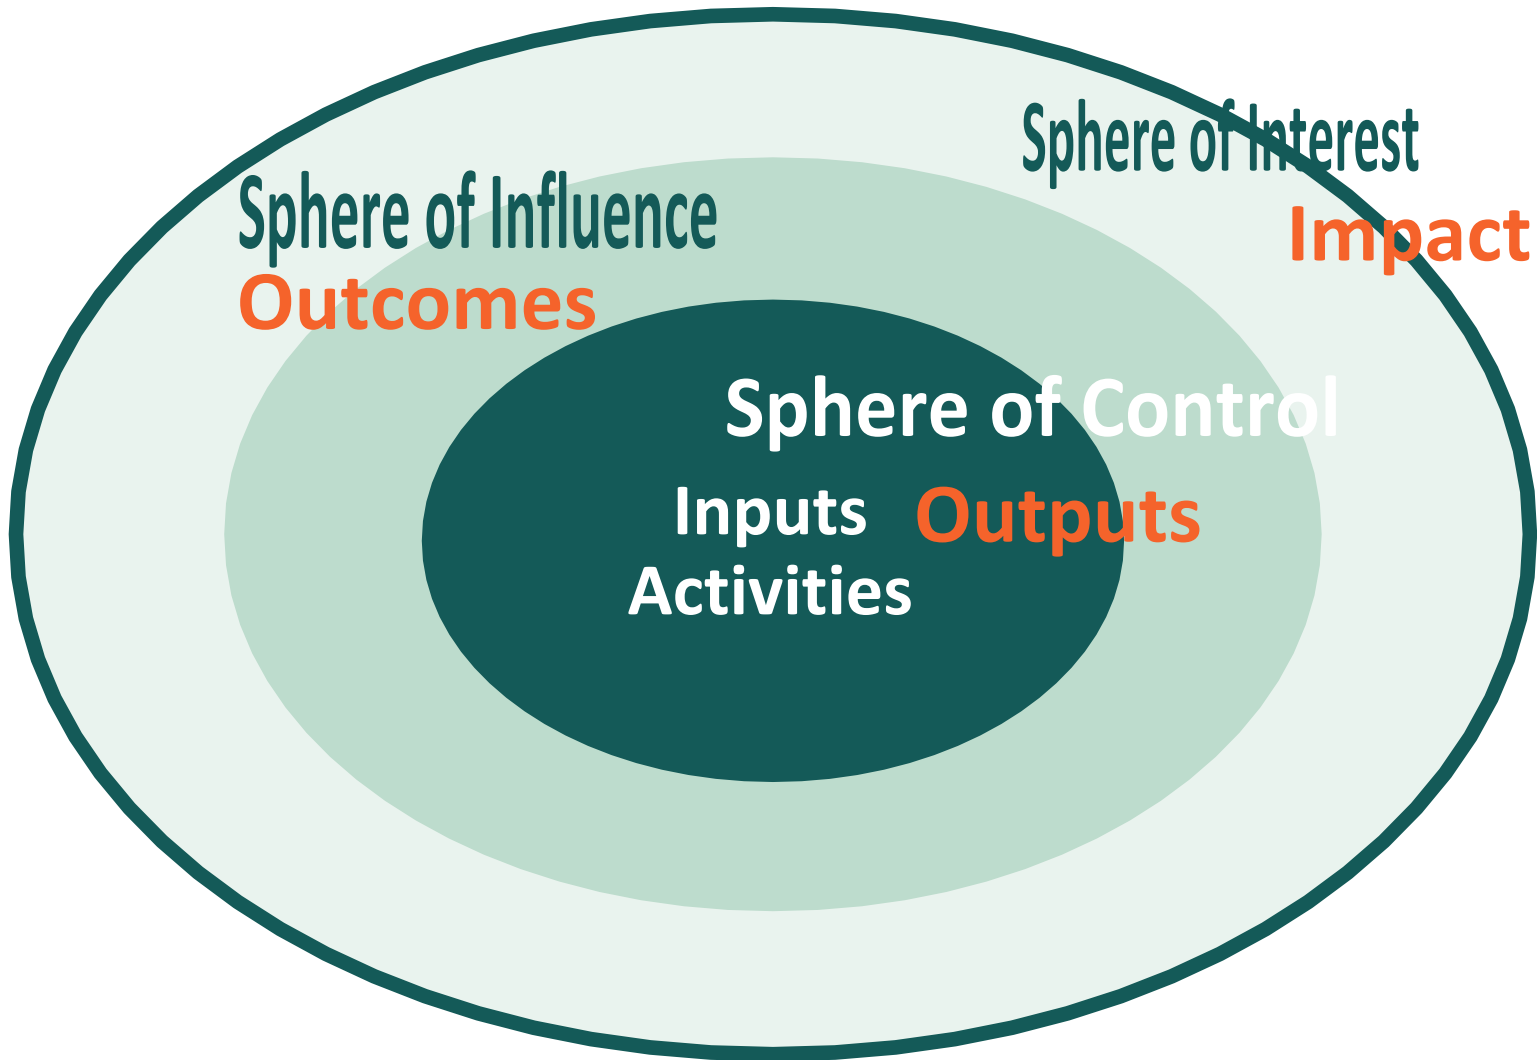 Sphere of Interest
Impact
Sphere of Influence
Outcomes
Sphere of Control
Inputs Outputs
Activities